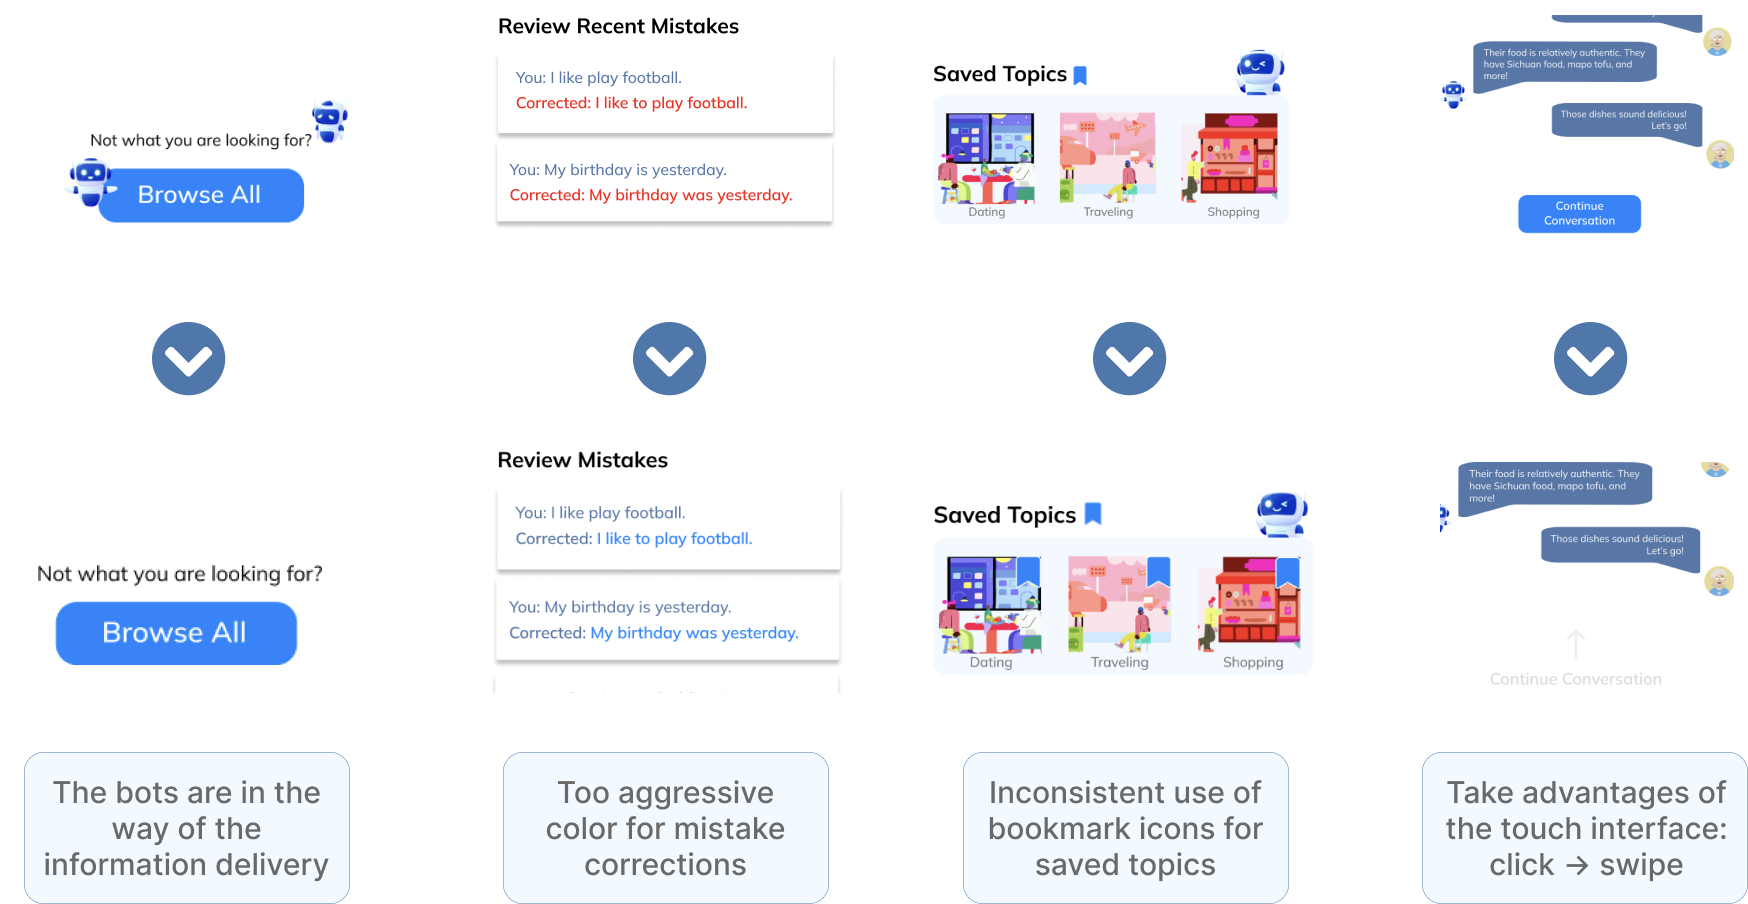 Not what you are looking for?
Browse All
Review Recent Mistakes
You: I like play football.
Corrected: I like to play football.
You: My birthday is yesterday.
Corrected: My birthday was yesterday.
Saved Topics
Dating
Traveling
Shopping
Their food is relatively authentic. They
have Sichuan food, mapo tofu, and
more!
Those dishes sound delicious!
Let's go!
Continue
Conversation
Not what you are looking for?
Browse All
Review Mistakes
You: I like play football.
Corrected: I like to play football.
You: My birthday is yesterday.
Corrected: My birthday was yesterday.
Saved Topics
Dating
Traveling
Shopping
Their food is relatively authentic. They
have Sichuan food, mapo tofu, and
more!
Those dishes sound delicious!
Let's go!
Continue Conversation
The bots are in the
way of the
information delivery
Too aggressive
color for mistake
corrections
Inconsistent use of
bookmark icons for
saved topics
Take advantages of
the touch interface:
click → swipe